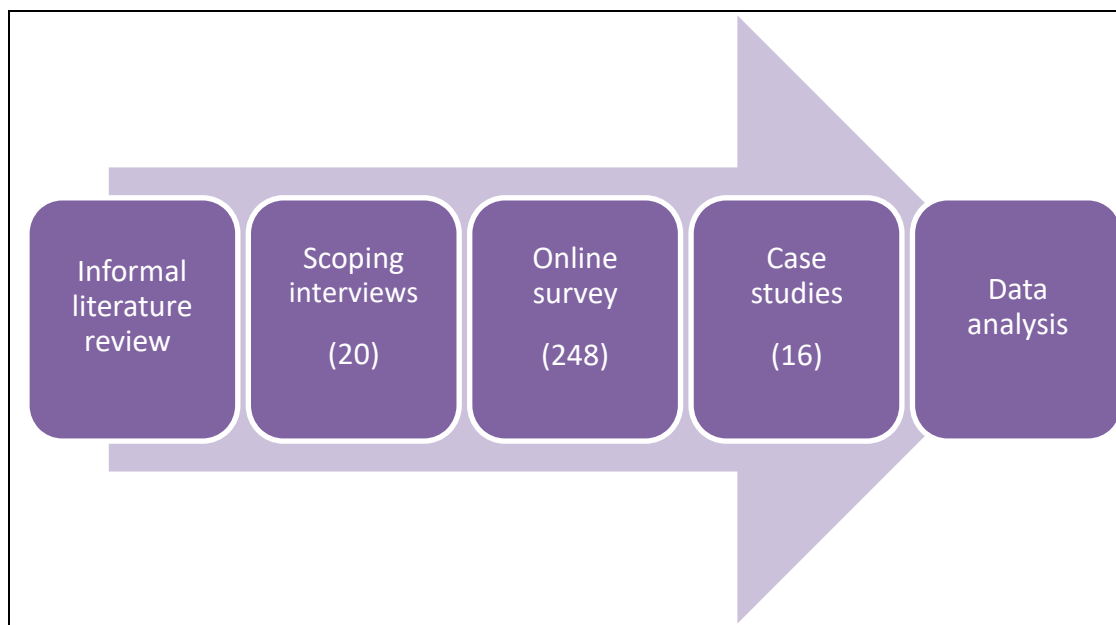 Informal
literature
review
Scoping
interviews
(20)
Online
survey
(248)
Case
studies
(16)
Data
analysis